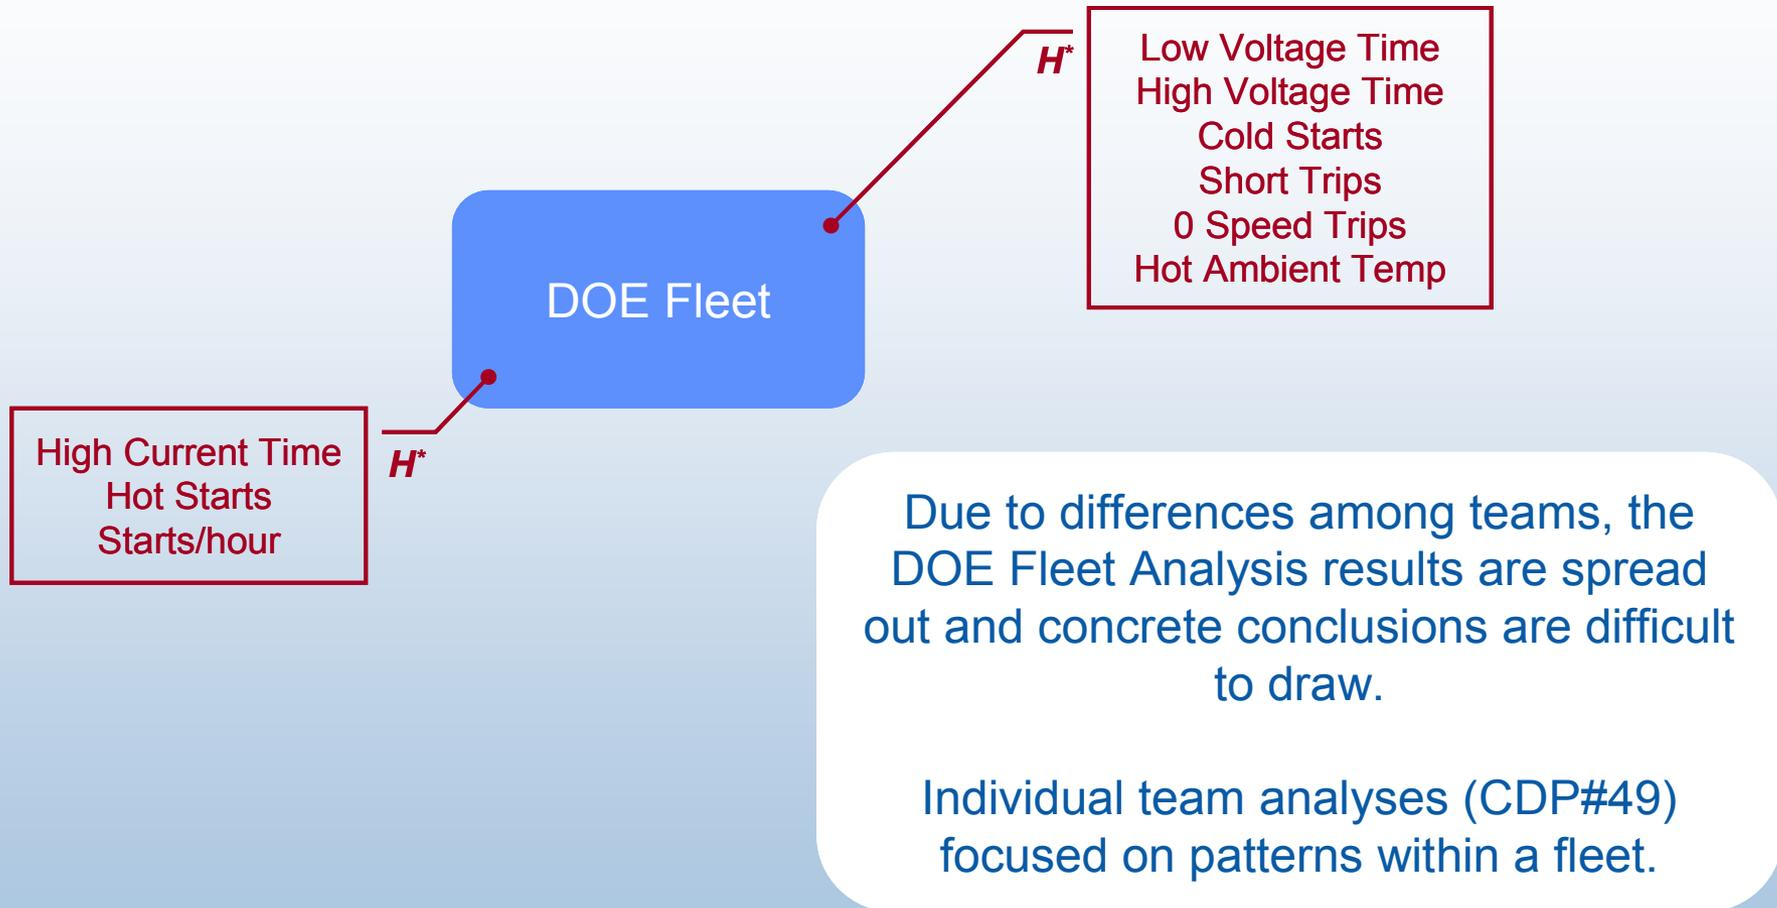 H*
Low Voltage Time
High Voltage Time
Cold Starts
Short Trips
0 Speed Trips
Hot Ambient Temp
DOE Fleet
High Current Time
Hot Starts
Starts/hour
H*
Due to differences among teams, the
DOE Fleet Analysis results are spread
out and concrete conclusions are difficult
to draw.
Individual team analyses (CDP#49)
focused on patterns within a fleet.